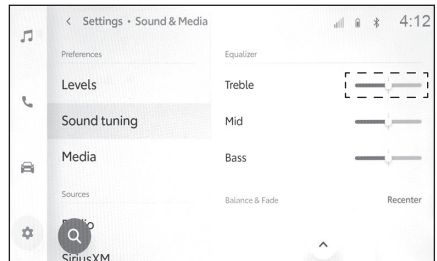 < Settings • Sound & Media
4:12
Preferences
Equalizer
Levels
Treble
Sound tuning
Mid
Media
Bass
Sources
Balance & Fade
Recenter
SiriusXM